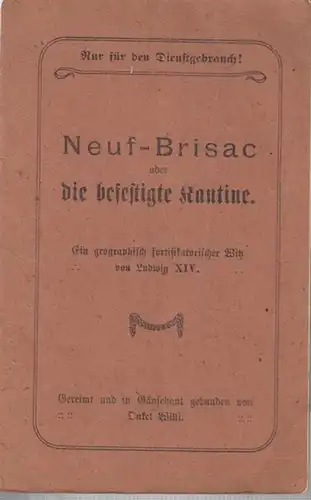 Nur für den Dienstgebrauch!
Neuf-Brisac
oder
die befestigte Kantine.
Ein geographisch fortifikatorischer Witz
von Ludwig XIV.
Gereimt und in Gänsehaut gebunden von
Onkel Willi.